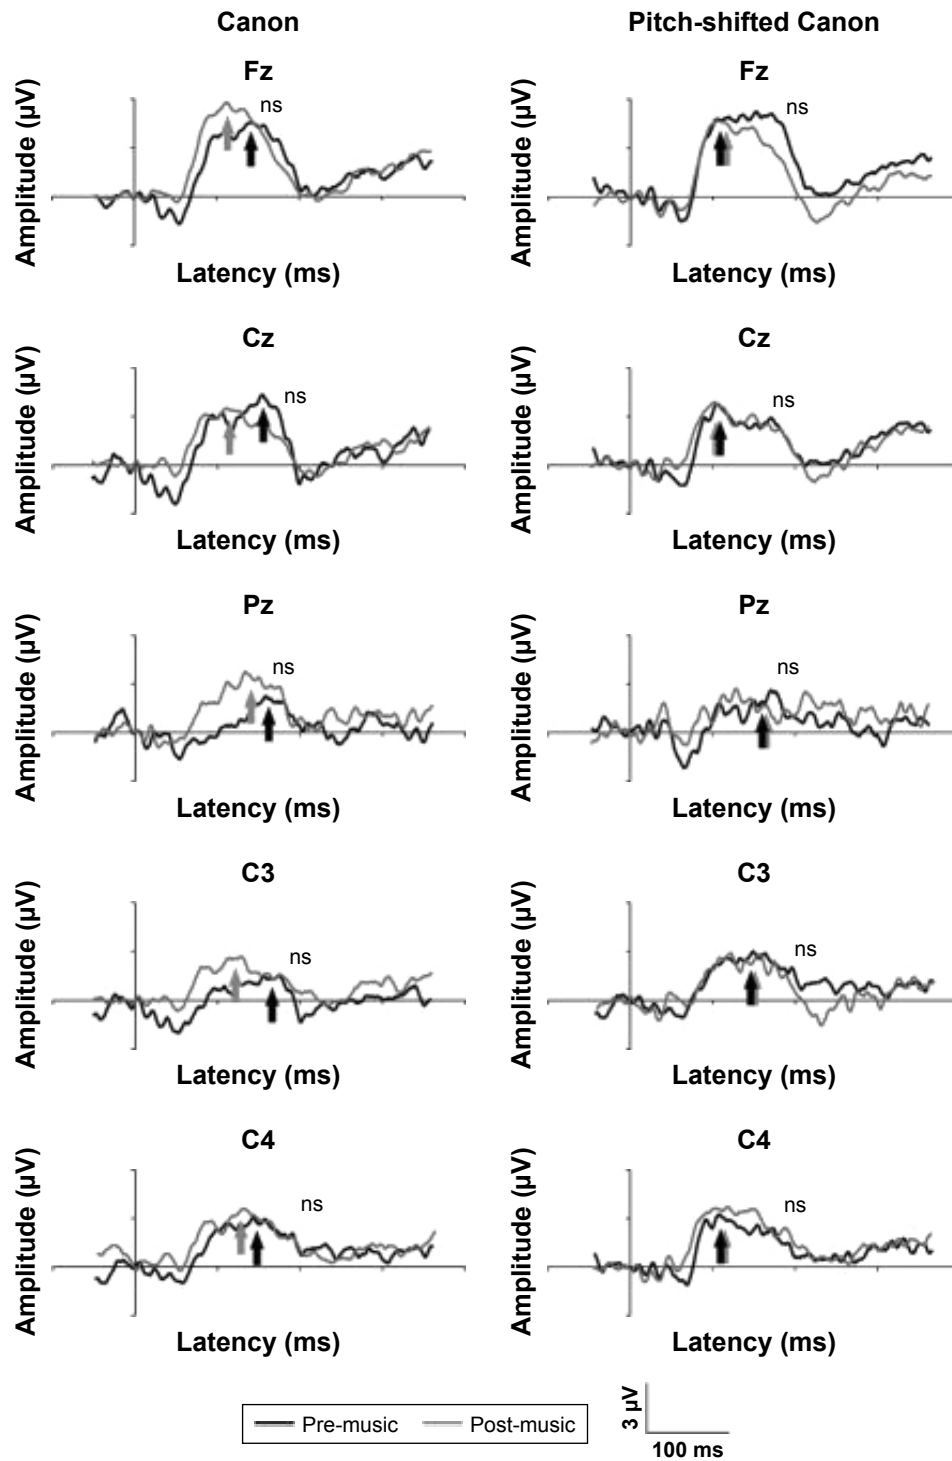 Canon
Pitch-shifted Canon
Fz
Fz
Amplitude (µV)
ns
Amplitude (µV)
ns
Latency (ms)
Latency (ms)
Cz
Cz
Amplitude (µV)
ns
Amplitude (µV)
ns
Latency (ms)
Latency (ms)
Pz
Pz
Amplitude (µV)
ns
Amplitude (µV)
ns
Latency (ms)
Latency (ms)
C3
C3
Amplitude (µV)
ns
Amplitude (µV)
ns
Latency (ms)
Latency (ms)
C4
C4
Amplitude (µV)
ns
Amplitude (µV)
ns
Latency (ms)
Latency (ms)
Pre-music
Post-music
3 µV
100 ms